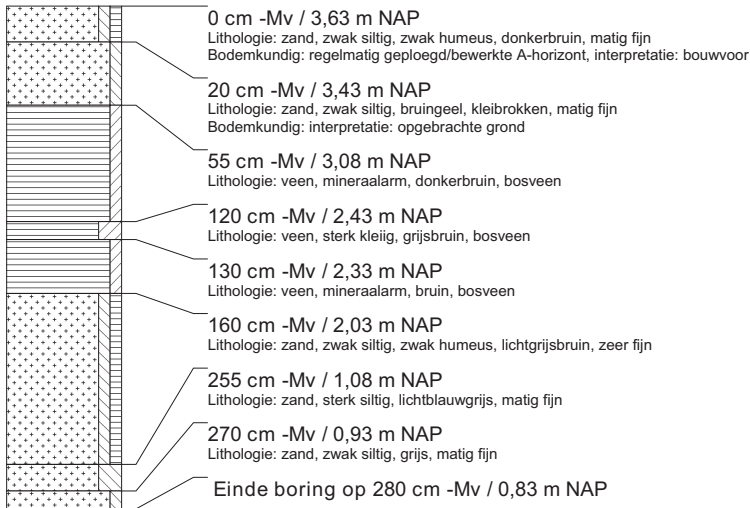 0 cm -Mv / 3,63 m NAP
Lithologie: zand, zwak siltig, zwak humeus, donkerbruin, matig fijn
Bodemkundig: regelmatig geploegd/bewerkte A-horizont, interpretatie: bouwvoor
20 cm -Mv / 3,43 m NAP
Lithologie: zand, zwak siltig, bruingeel, kleibrokken, matig fijn
Bodemkundig: interpretatie: opgebrachte grond
55 cm -Mv / 3,08 m NAP
Lithologie: veen, mineraalarm, donkerbruin, bosveen
120 cm -Mv / 2,43 m NAP
Lithologie: veen, sterk kleiig, grijsbruin, bosveen
130 cm -Mv / 2,33 m NAP
Lithologie: veen, mineraalarm, bruin, bosveen
160 cm -Mv / 2,03 m NAP
Lithologie: zand, zwak siltig, zwak humeus, lichtgrijsbruin, zeer fijn
255 cm -Mv / 1,08 m NAP
Lithologie: zand, sterk siltig, lichtblauwgrijs, matig fijn
270 cm -Mv / 0,93 m NAP
Lithologie: zand, zwak siltig, grijs, matig fijn
Einde boring op 280 cm -Mv / 0,83 m NAP